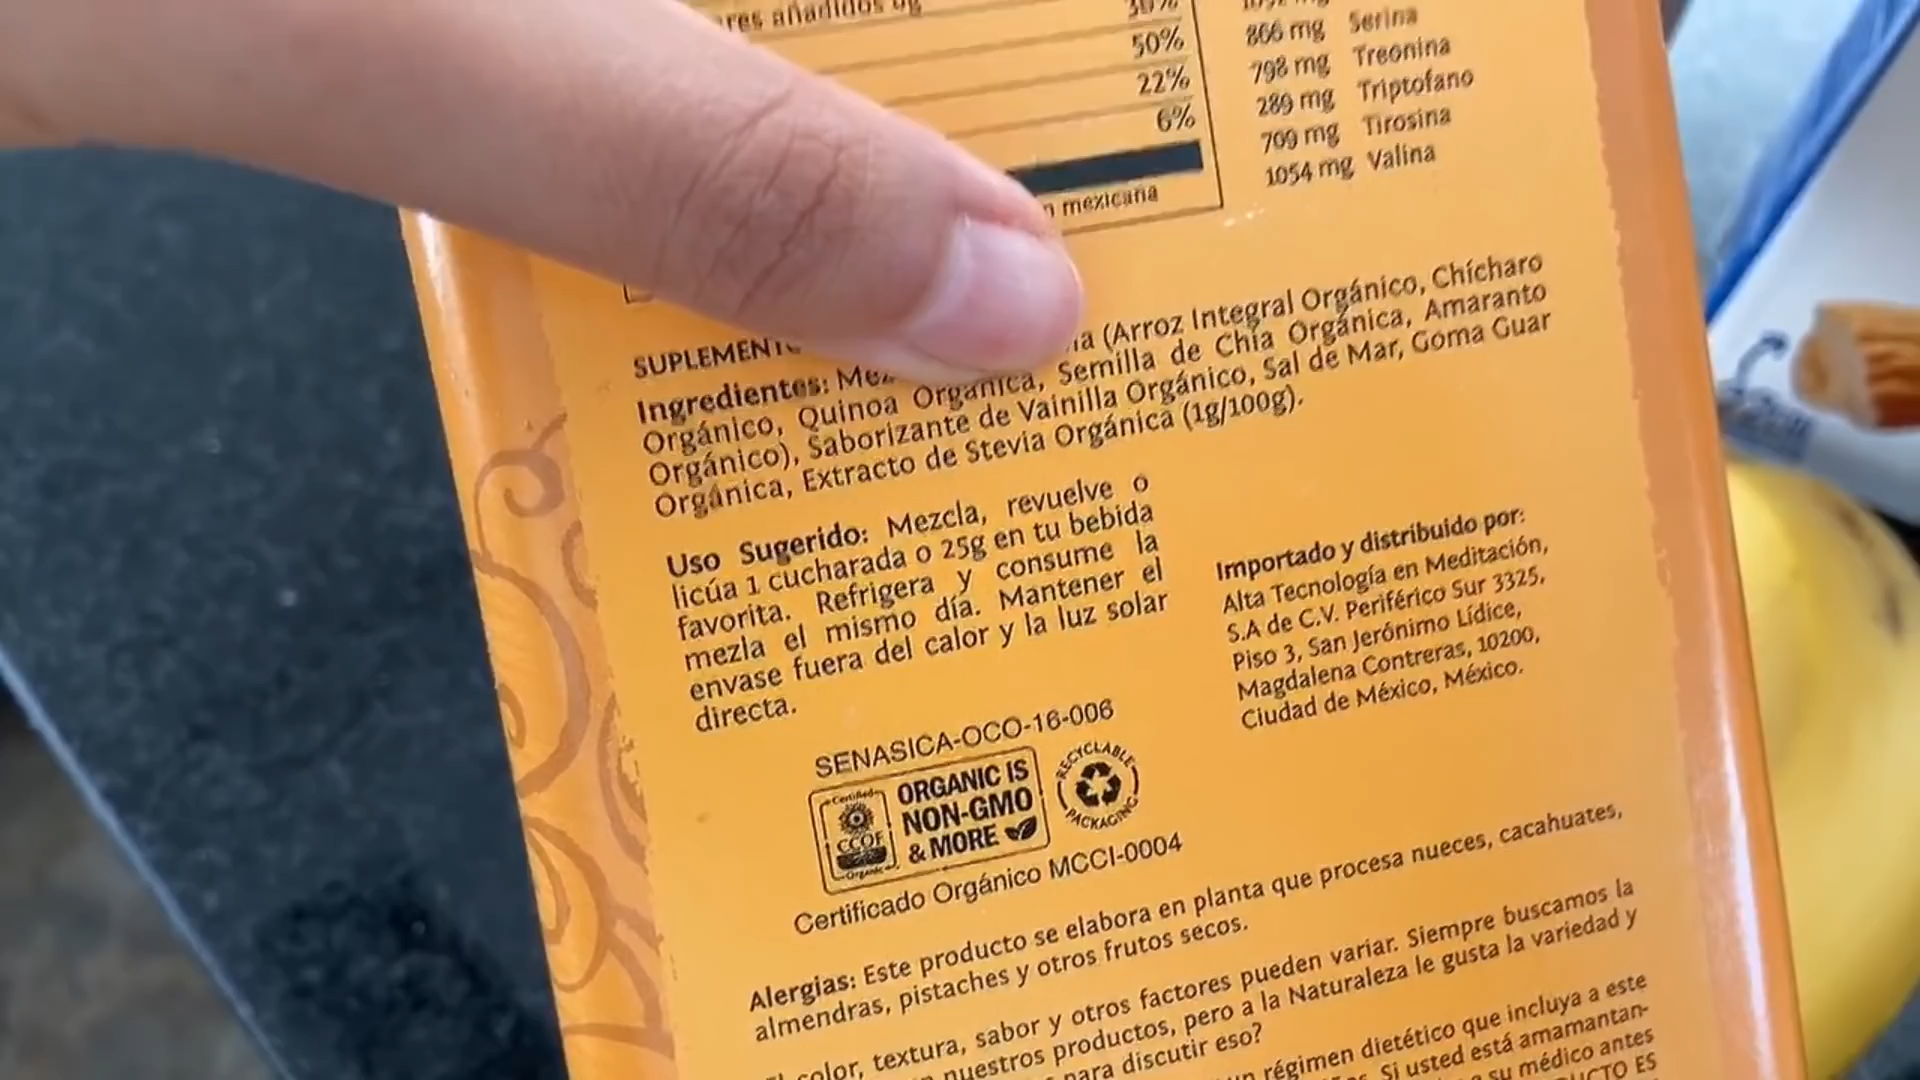 res añadidos 0g
30%
50%
22%
6%
mexicana
866 mg Serina
798 mg Treonina
289 mg Triptofano
709 mg Tirosina
1054 mg Valina
Ingredientes: (Arroz Integral Orgánico, Chícharo
Orgánico, Quinoa Orgánica, Semilla de Chía Orgánica, Amaranto
Orgánico), Saborizante de Vainilla Orgánico, Sal de Mar, Goma Guar
Orgánica, Extracto de Stevia Orgánica (1g/100g).
Uso Sugerido: Mezcla, revuelve o
licúa 1 cucharada o 25g en tu bebida
favorita. Refrigera y consume la
mezla el mismo día. Mantener el
envase fuera del calor y la luz solar
directa.
Importado y distribuido por:
Alta Tecnología en Meditación,
S.A de C.V. Periférico Sur 3325,
Piso 3, San Jerónimo Lídice,
Magdalena Contreras, 10200,
Ciudad de México, México.
SENASICA-OCO-16-006
Certified
CCOF
Organic
ORGANIC IS
NON-GMO
& MORE
RECYCLABLE
PACKAGING
Certificado Orgánico MCCI-0004
Alergias: Este producto se elabora en planta que procesa nueces, cacahuates,
almendras, pistaches y otros frutos secos.
color, textura, sabor y otros factores pueden variar. Siempre buscamos la
nuestros productos, pero a la Naturaleza le gusta la variedad y
para discutir eso?
régimen dietético que incluya a este
Si usted está amamantan-
su médico antes
ES